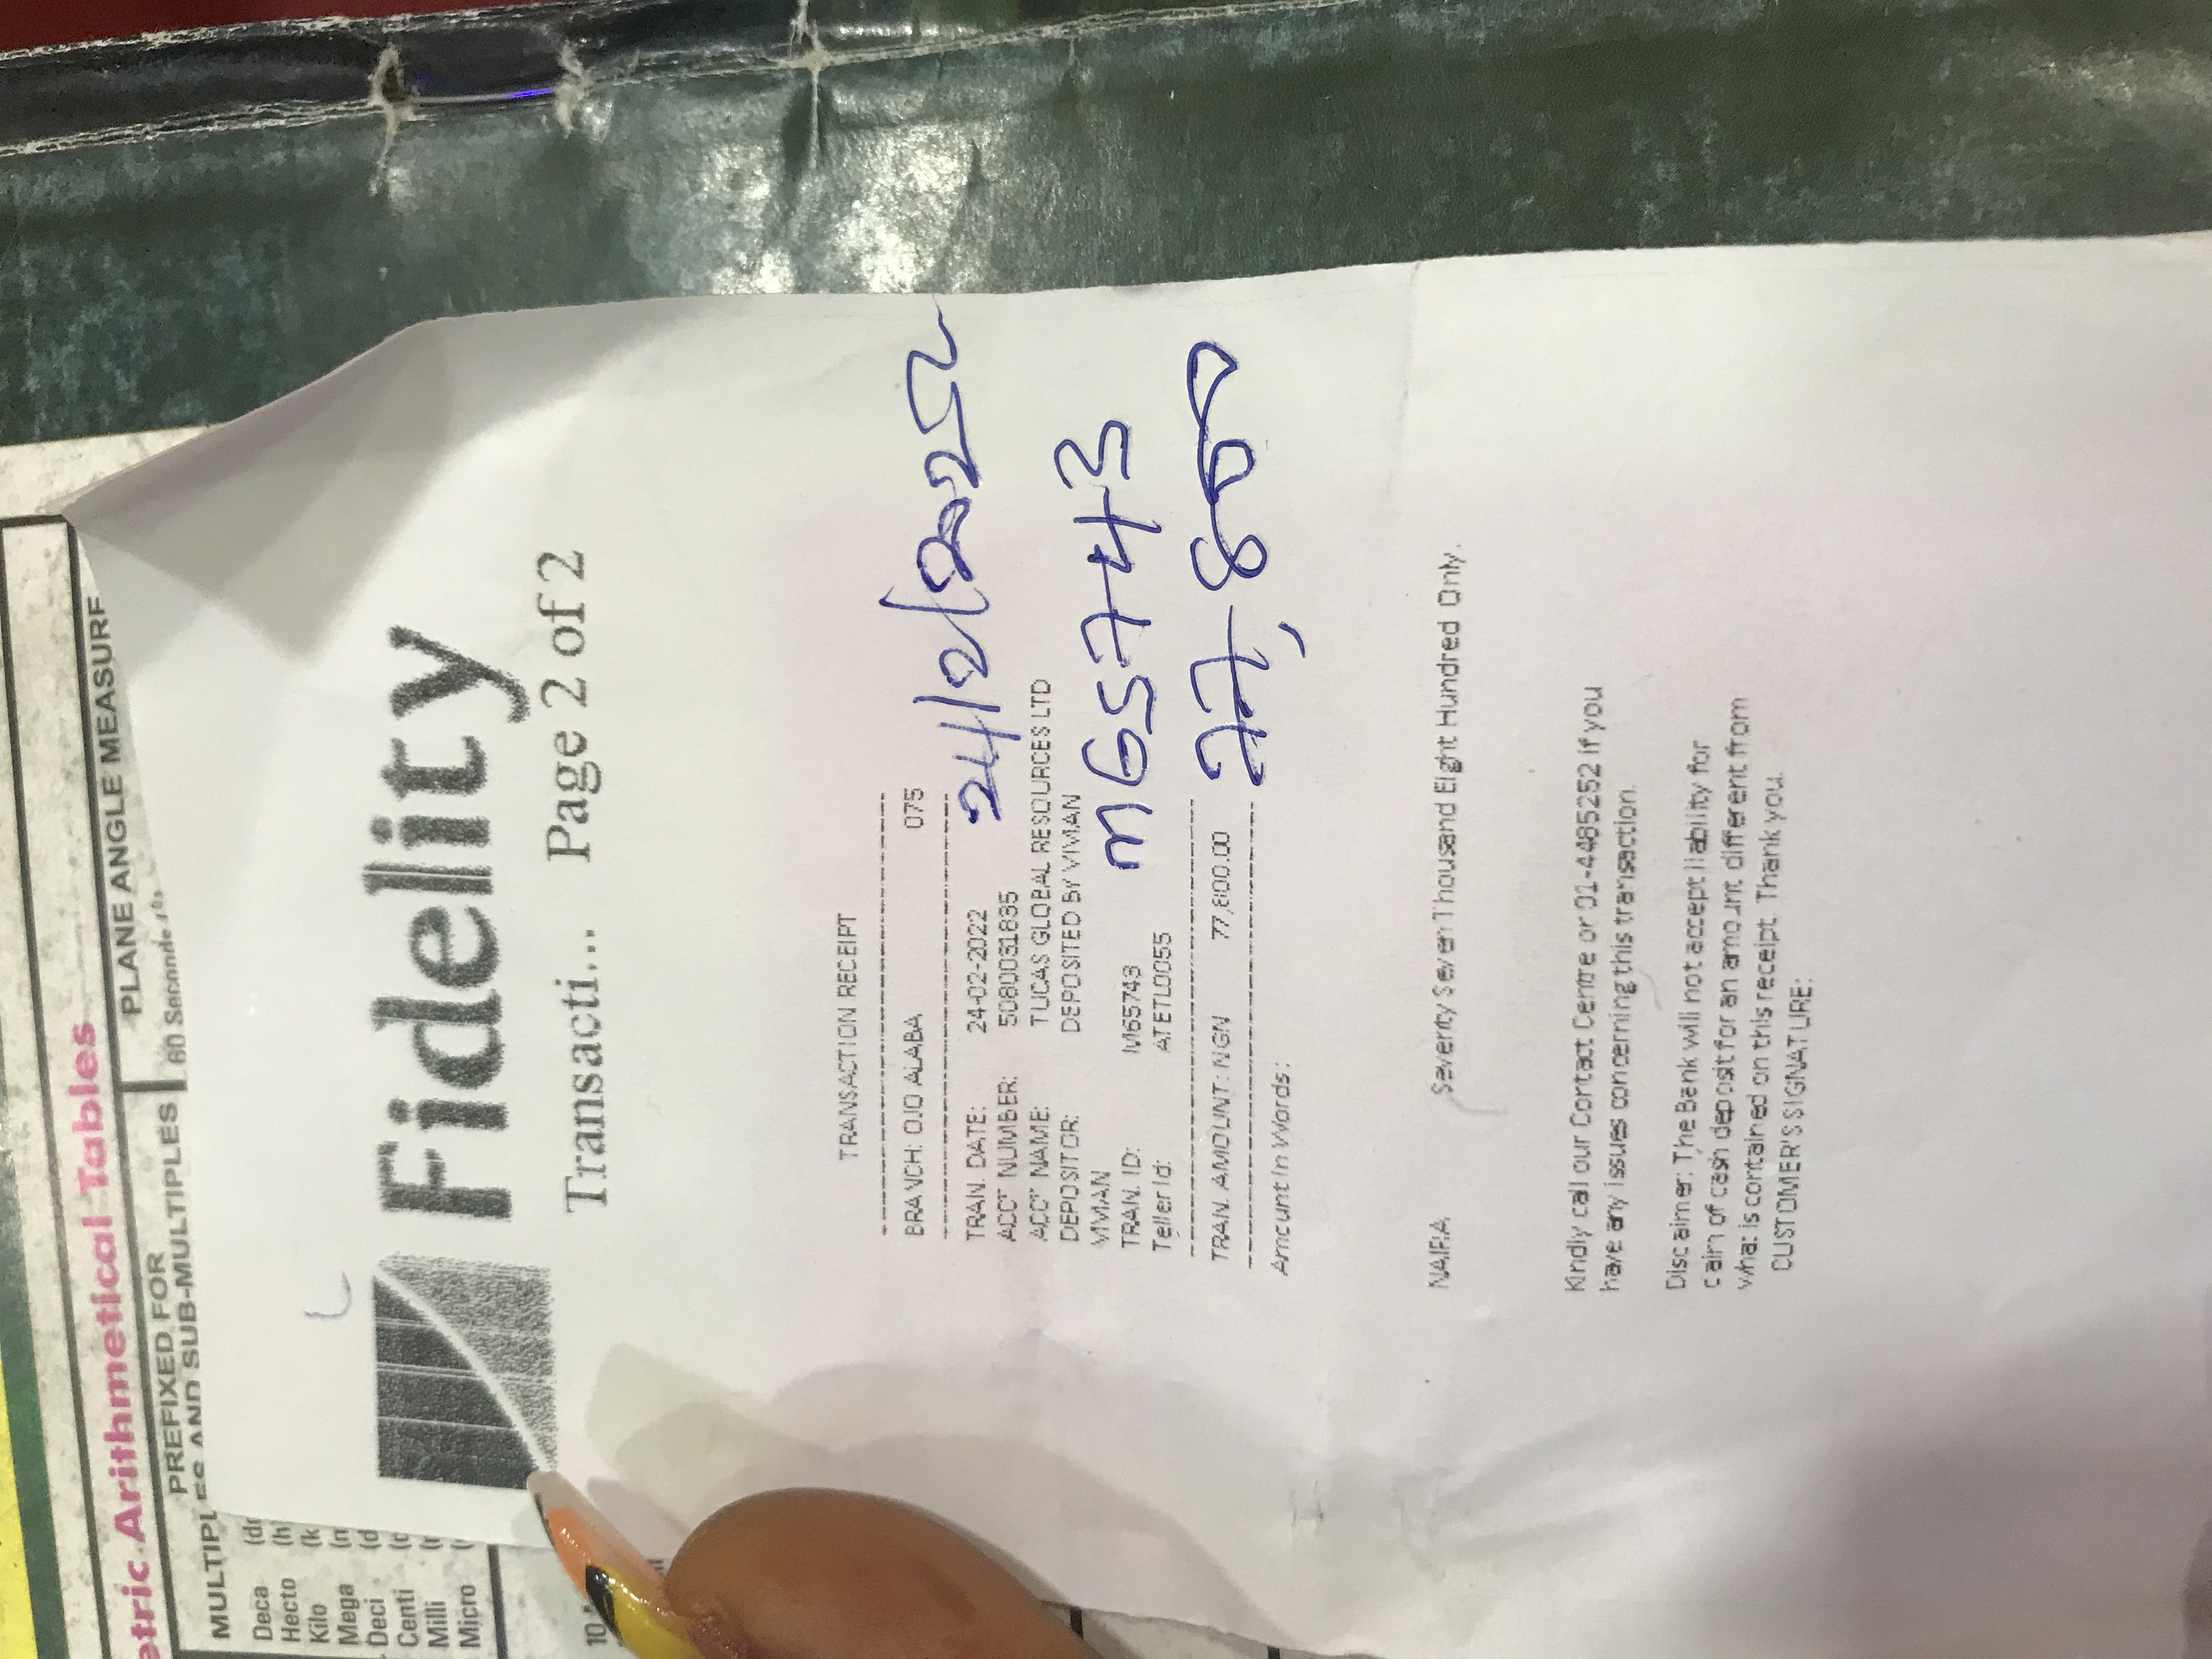 etric Arithmetical Tables
PREFIXED FOR
MULTIPLES AND SUB-MULTIPLES
PLANE ANGLE MEASURE
60 Seconds
Deca
Hecto
Kilo
Mega
Deci
Centi
Milli
Micro
10
Fidelity
Transacti... Page 2 of 2
TRANSACTION RECEIPT
BRANCH: OJO ALABA 075
TRAN. DATE: 24-02-2022 24/2/2022
ACCT NUMBER:
ACCT NAME: TUCAS GLOBAL RESOURCES LTD
DEPOSITOR: DEPOSITED BY VIVIAN
VIVIAN
TRAN. ID: M65743 M65743
Teller Id: ATETL0055
TRAN. AMOUNT: NGN 77,800.00 77,800
Amount In Words:
NAIRA Seventy Seven Thousand Eight Hundred Only.
Kindly call our Contact Centre or 01-4485252 if you
have any issues concerning this transaction.
Disclaimer: The Bank will not accept liability for
claim of cash deposit for an amount different from
what is contained on this receipt. Thank you.
CUSTOMER'S SIGNATURE: